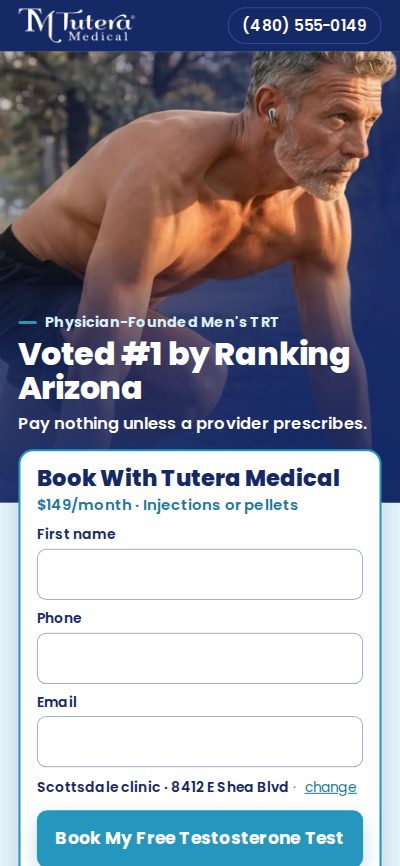 Tutera®
Medical
(480) 555-0149
Physician-Founded Men's TRT
Voted #1 by Ranking
Arizona
Pay nothing unless a provider prescribes.
Book With Tutera Medical
$149/month · Injections or pellets
First name
Phone
Email
Scottsdale clinic · 8412 E Shea Blvd · change
Book My Free Testosterone Test